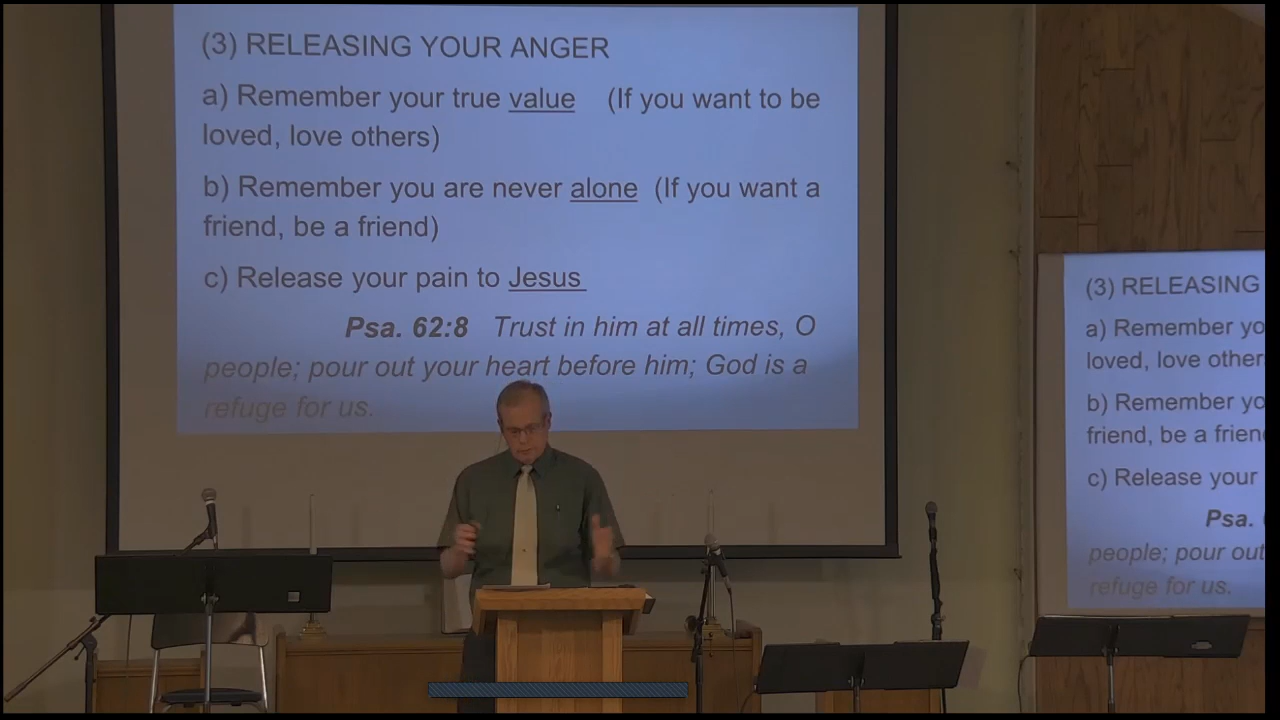 (3) RELEASING YOUR ANGER
a) Remember your true value (If you want to be
loved, love others)
b) Remember you are never alone (If you want a
friend, be a friend)
c) Release your pain to Jesus
Psa. 62:8 Trust in him at all times, O
people; pour out your heart before him; God is a
refuge for us.
(3) RELEASING
a) Remember yo
loved, love other
b) Remember yo
friend, be a frien
c) Release your
Psa.
people; pour out
refuge for us.